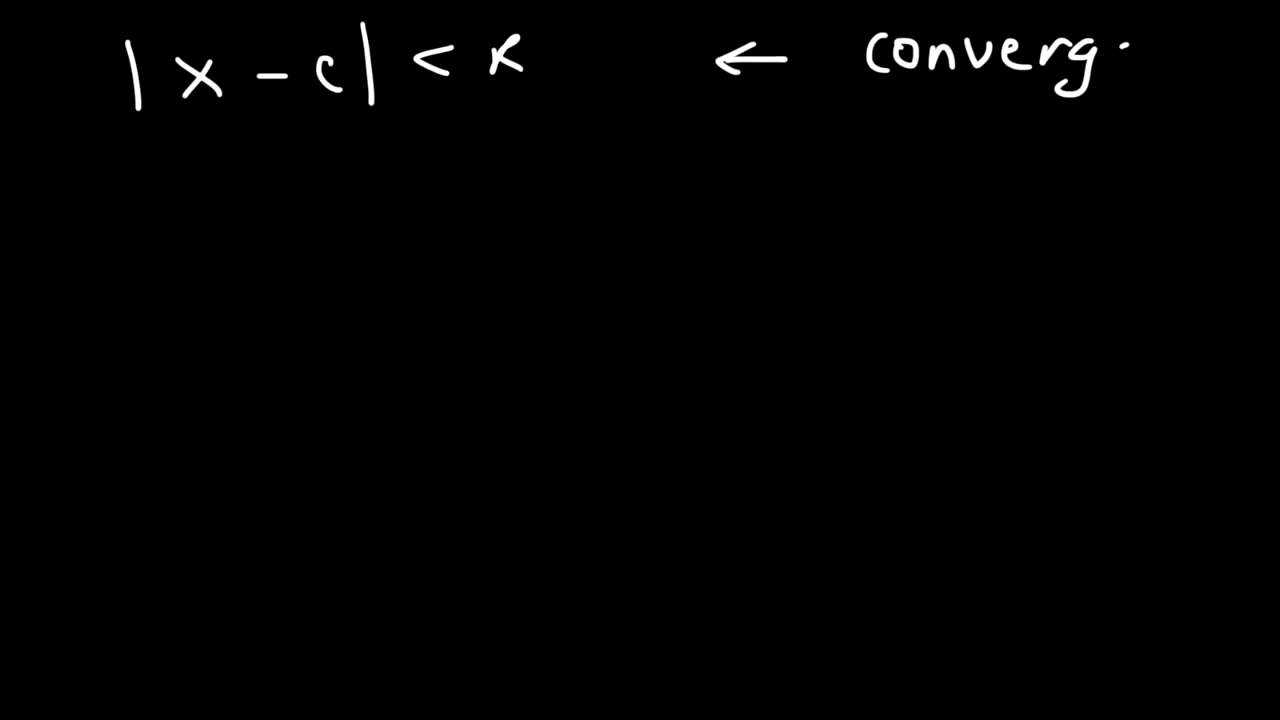 |x - c| < R ← converg